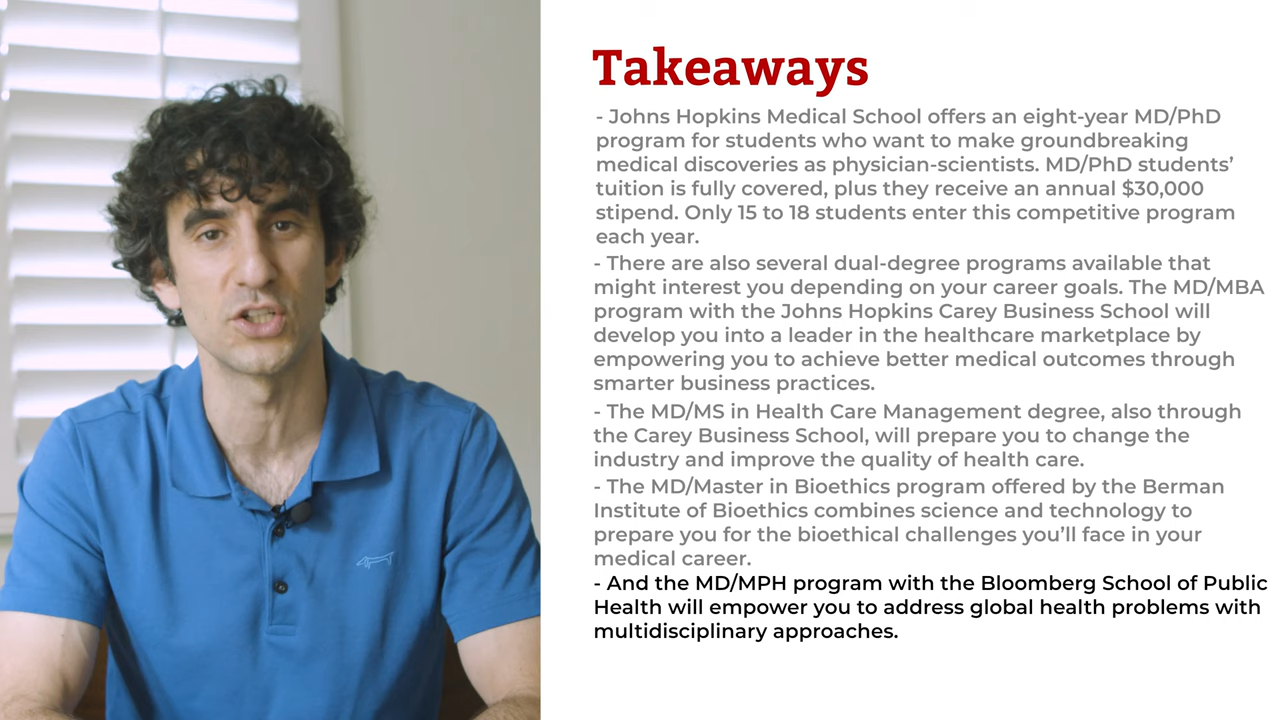 Takeaways
- Johns Hopkins Medical School offers an eight-year MD/PhD
program for students who want to make groundbreaking
medical discoveries as physician-scientists. MD/PhD students’
tuition is fully covered, plus they receive an annual $30,000
stipend. Only 15 to 18 students enter this competitive program
each year.
- There are also several dual-degree programs available that
might interest you depending on your career goals. The MD/MBA
program with the Johns Hopkins Carey Business School will
develop you into a leader in the healthcare marketplace by
empowering you to achieve better medical outcomes through
smarter business practices.
- The MD/MS in Health Care Management degree, also through
the Carey Business School, will prepare you to change the
industry and improve the quality of health care.
- The MD/Master in Bioethics program offered by the Berman
Institute of Bioethics combines science and technology to
prepare you for the bioethical challenges you’ll face in your
medical career.
- And the MD/MPH program with the Bloomberg School of Public
Health will empower you to address global health problems with
multidisciplinary approaches.